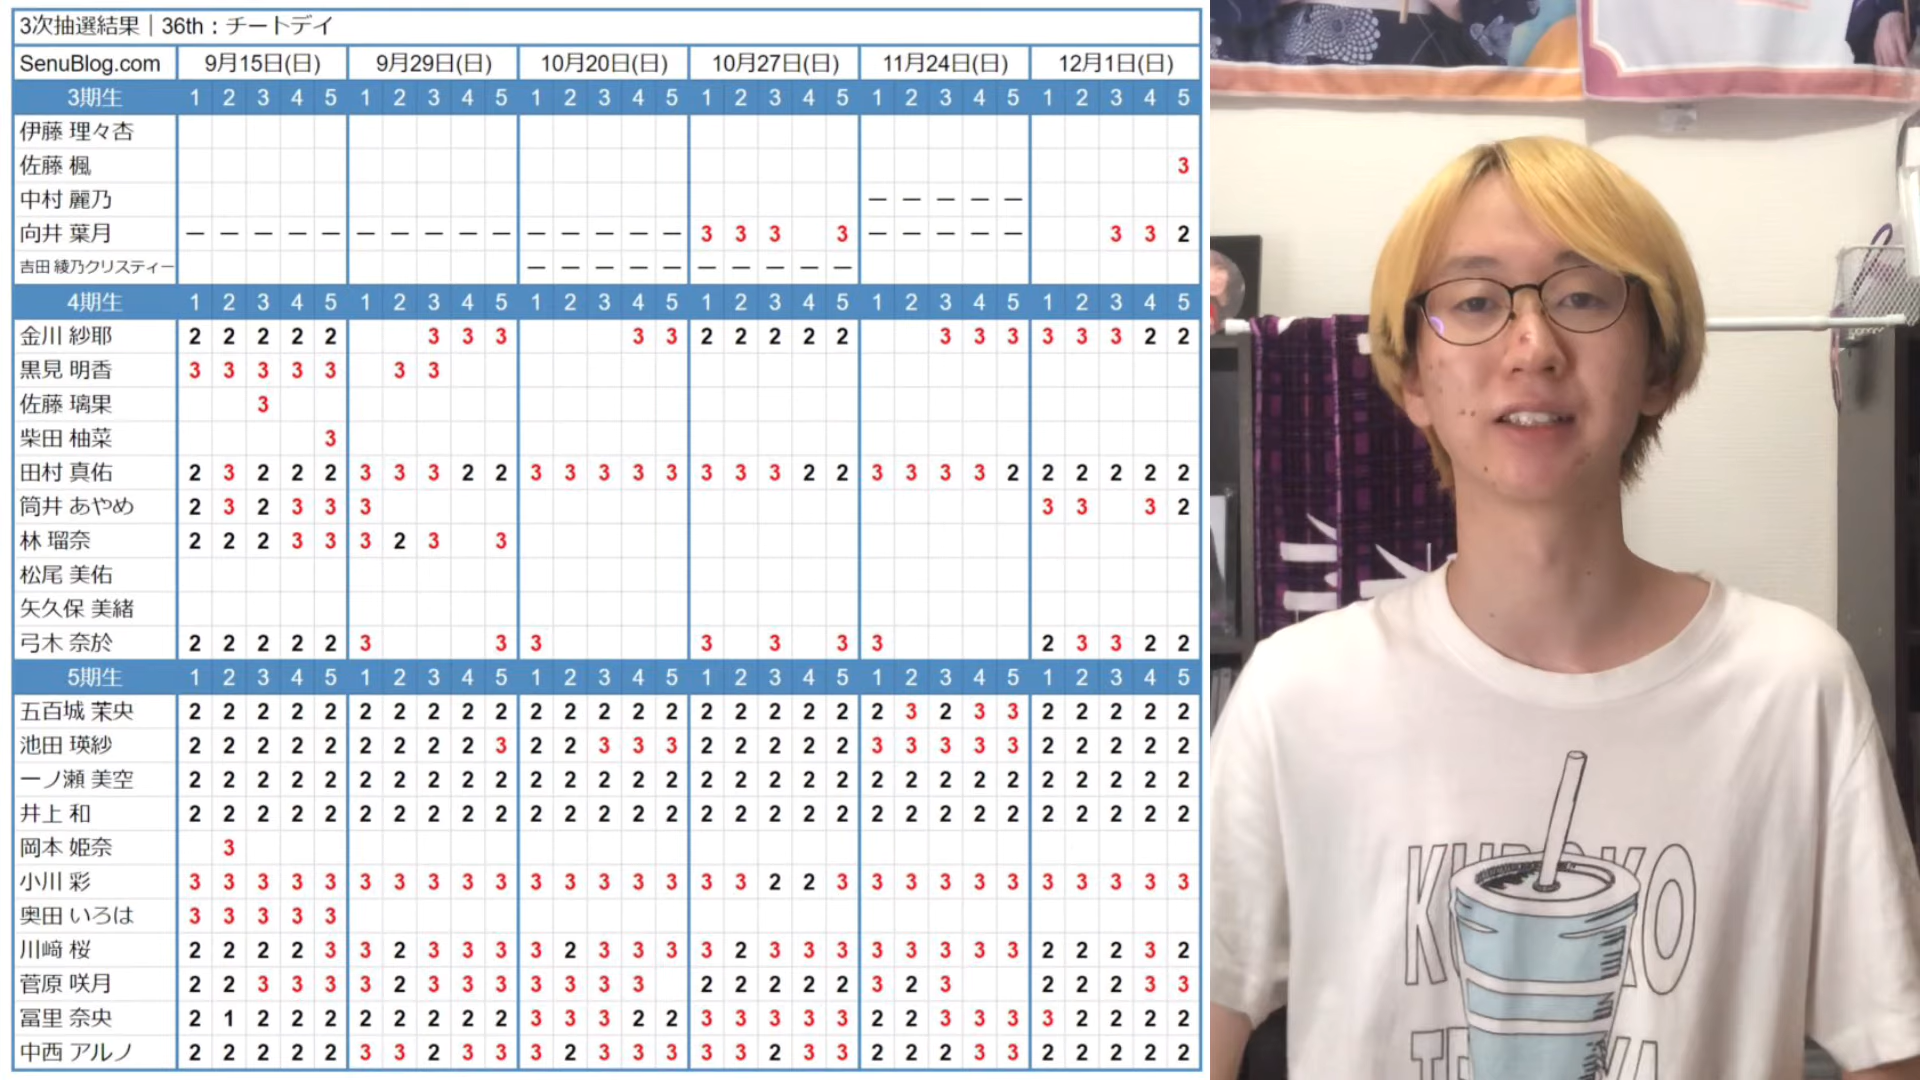 3次抽選結果｜36th：チートデイ
SenuBlog.com 9月15日(日) 9月29日(日) 10月20日(日) 10月27日(日) 11月24日(日) 12月1日(日)
3期生 1 2 3 4 5 1 2 3 4 5 1 2 3 4 5 1 2 3 4 5 1 2 3 4 5 1 2 3 4 5
伊藤 理々杏
佐藤 楓 3
中村 麗乃 — — — — —
向井 葉月 — — — — — — — — — — — — — — — 3 3 3 3 — — — — — 3 3 2
吉田 綾乃クリスティー — — — — — — — — — —
4期生 1 2 3 4 5 1 2 3 4 5 1 2 3 4 5 1 2 3 4 5 1 2 3 4 5 1 2 3 4 5
金川 紗耶 2 2 2 2 2 3 3 3 3 3 2 2 2 2 2 3 3 3 3 3 3 2 2
黒見 明香 3 3 3 3 3 3 3
佐藤 璃果 3
柴田 柚菜 3
田村 真佑 2 3 2 2 2 3 3 3 2 2 3 3 3 3 3 3 3 3 2 2 3 3 3 3 2 2 2 2 2 2
筒井 あやめ 2 3 2 3 3 3 3 3 3 2
林 瑠奈 2 2 2 3 3 3 2 3 3
松尾 美佑
矢久保 美緒
弓木 奈於 2 2 2 2 2 3 3 3 3 3 3 3 2 3 3 2 2
5期生 1 2 3 4 5 1 2 3 4 5 1 2 3 4 5 1 2 3 4 5 1 2 3 4 5 1 2 3 4 5
五百城 茉央 2 2 2 2 2 2 2 2 2 2 2 2 2 2 2 2 2 2 2 2 2 3 2 3 3 2 2 2 2 2
池田 瑛紗 2 2 2 2 2 2 2 2 2 3 2 2 3 3 3 2 2 2 2 2 3 3 3 3 3 2 2 2 2 2
一ノ瀬 美空 2 2 2 2 2 2 2 2 2 2 2 2 2 2 2 2 2 2 2 2 2 2 2 2 2 2 2 2 2 2
井上 和 2 2 2 2 2 2 2 2 2 2 2 2 2 2 2 2 2 2 2 2 2 2 2 2 2 2 2 2 2 2
岡本 姫奈 3
小川 彩 3 3 3 3 3 3 3 3 3 3 3 3 3 3 3 3 3 2 2 3 3 3 3 3 3 3 3 3 3 3
奥田 いろは 3 3 3 3 3
川﨑 桜 2 2 2 2 3 3 2 3 3 3 3 2 3 3 3 3 2 3 3 3 3 3 3 3 3 2 2 2 3 2
菅原 咲月 2 2 3 3 3 3 2 3 3 3 3 3 3 3 2 2 2 2 2 3 2 3 2 2 2 3 3
冨里 奈央 2 1 2 2 2 2 2 2 2 2 3 3 3 2 2 3 3 3 3 3 2 2 3 3 3 3 2 2 2 2
中西 アルノ 2 2 2 2 2 3 3 2 3 3 3 2 3 3 3 3 3 2 3 3 2 2 2 3 3 2 2 2 2 2